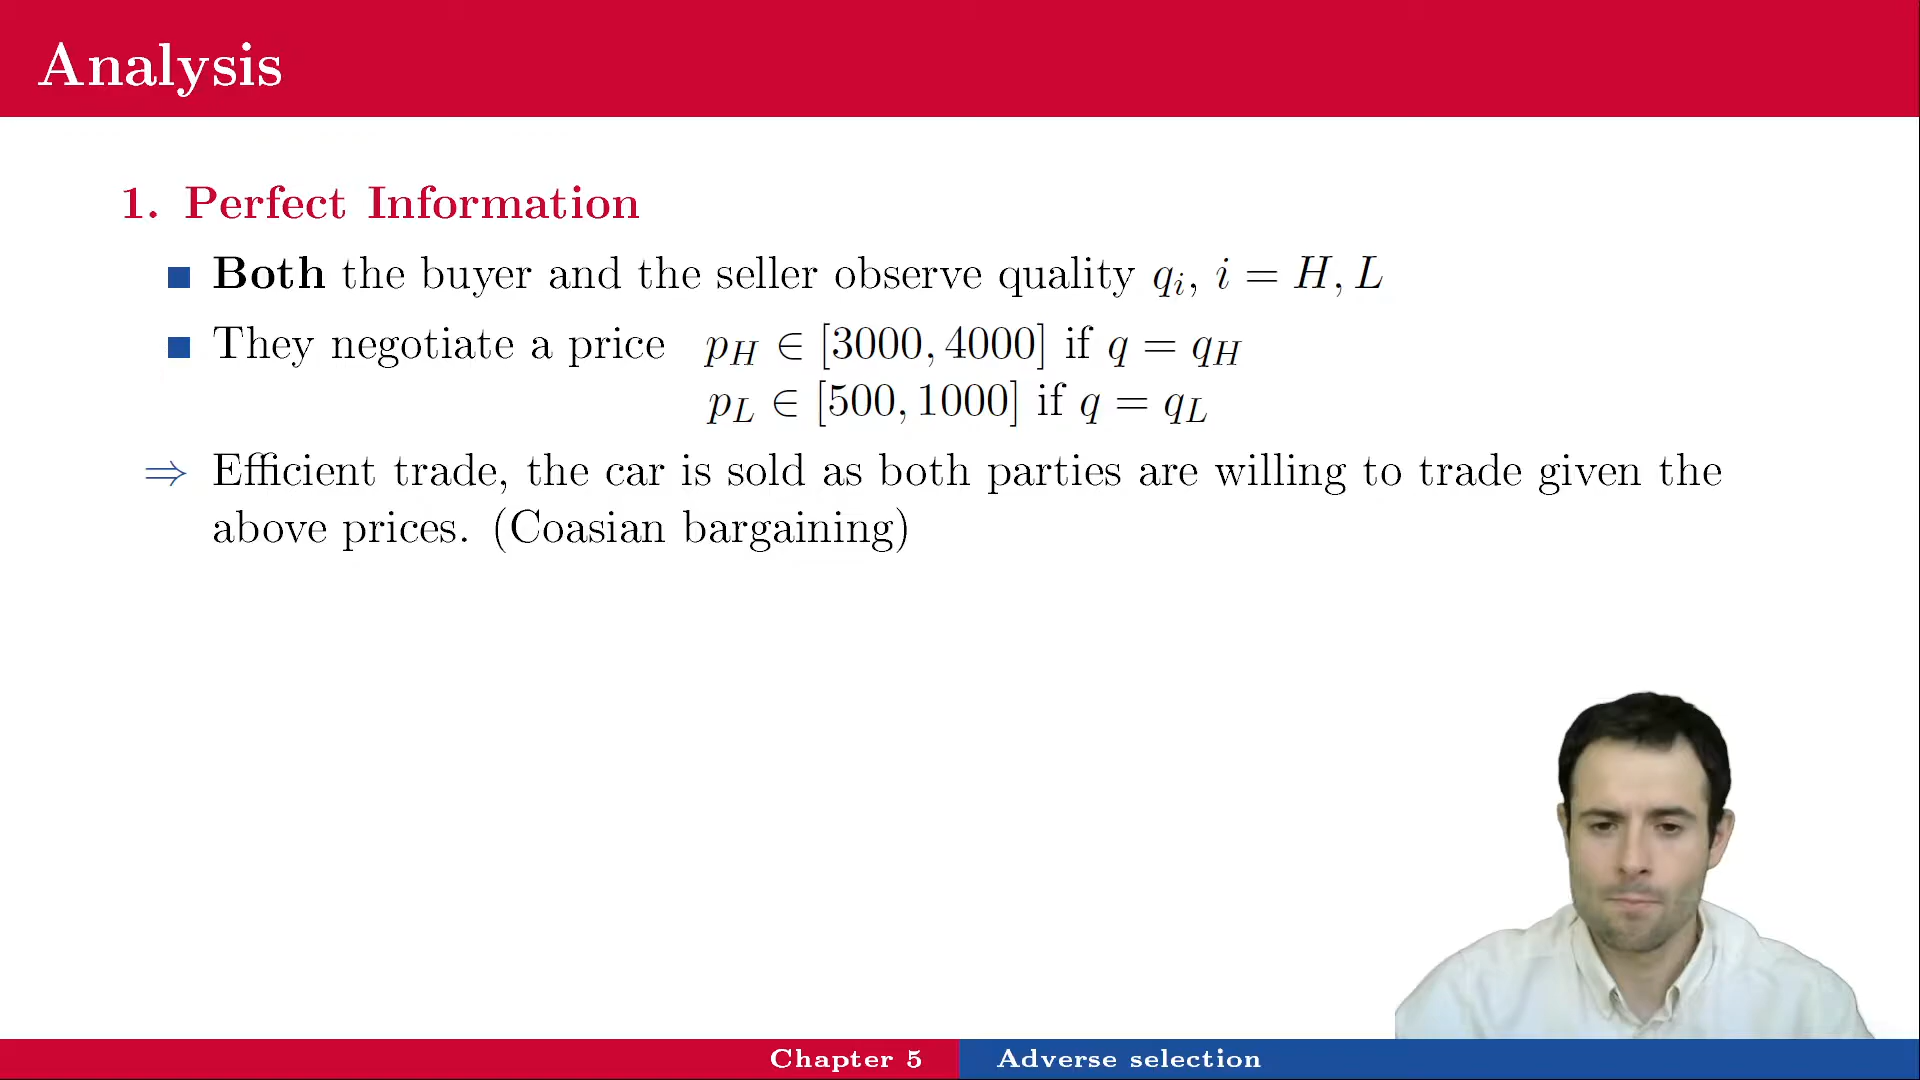 Analysis
1. Perfect Information
Both the buyer and the seller observe quality qᵢ, i = H, L
They negotiate a price p_H ∈ [3000, 4000] if q = q_H
p_L ∈ [500, 1000] if q = q_L
⇒ Efficient trade, the car is sold as both parties are willing to trade given the
above prices. (Coasian bargaining)
Chapter 5 Adverse selection